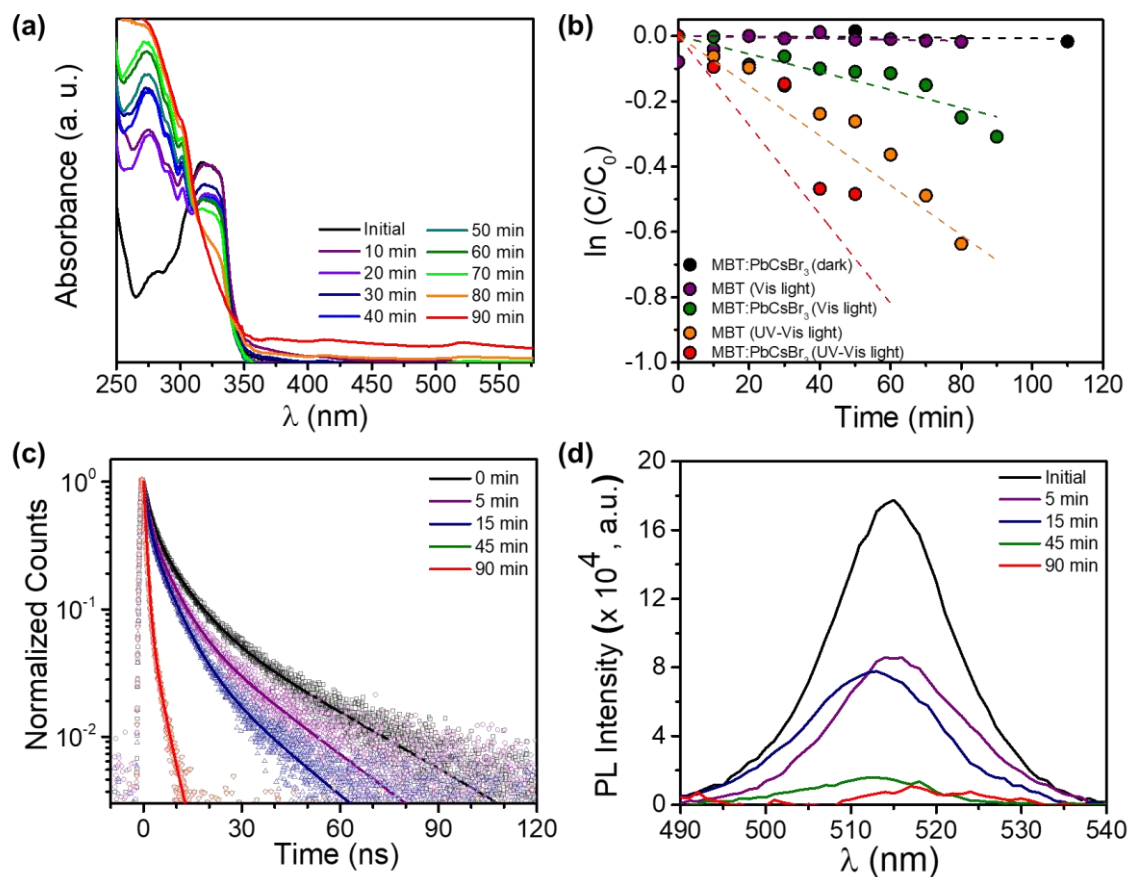 (a)
Absorbance (a. u.)
Initial
10 min
20 min
30 min
40 min
50 min
60 min
70 min
80 min
90 min
250 300 350 400 450 500 550
λ (nm)
(b)
ln (C/C₀)
0.0
-0.2
-0.4
-0.6
-0.8
-1.0
MBT:PbCsBr₃ (dark)
MBT (Vis light)
MBT:PbCsBr₃ (Vis light)
MBT (UV-Vis light)
MBT:PbCsBr₃ (UV-Vis light)
0 20 40 60 80 100 120
Time (min)
(c)
Normalized Counts
10⁰
10⁻¹
10⁻²
0 min
5 min
15 min
45 min
90 min
0 30 60 90 120
Time (ns)
(d)
PL Intensity (x 10⁴ , a.u.)
20
16
12
8
4
0
Initial
5 min
15 min
45 min
90 min
490 500 510 520 530 540
λ (nm)